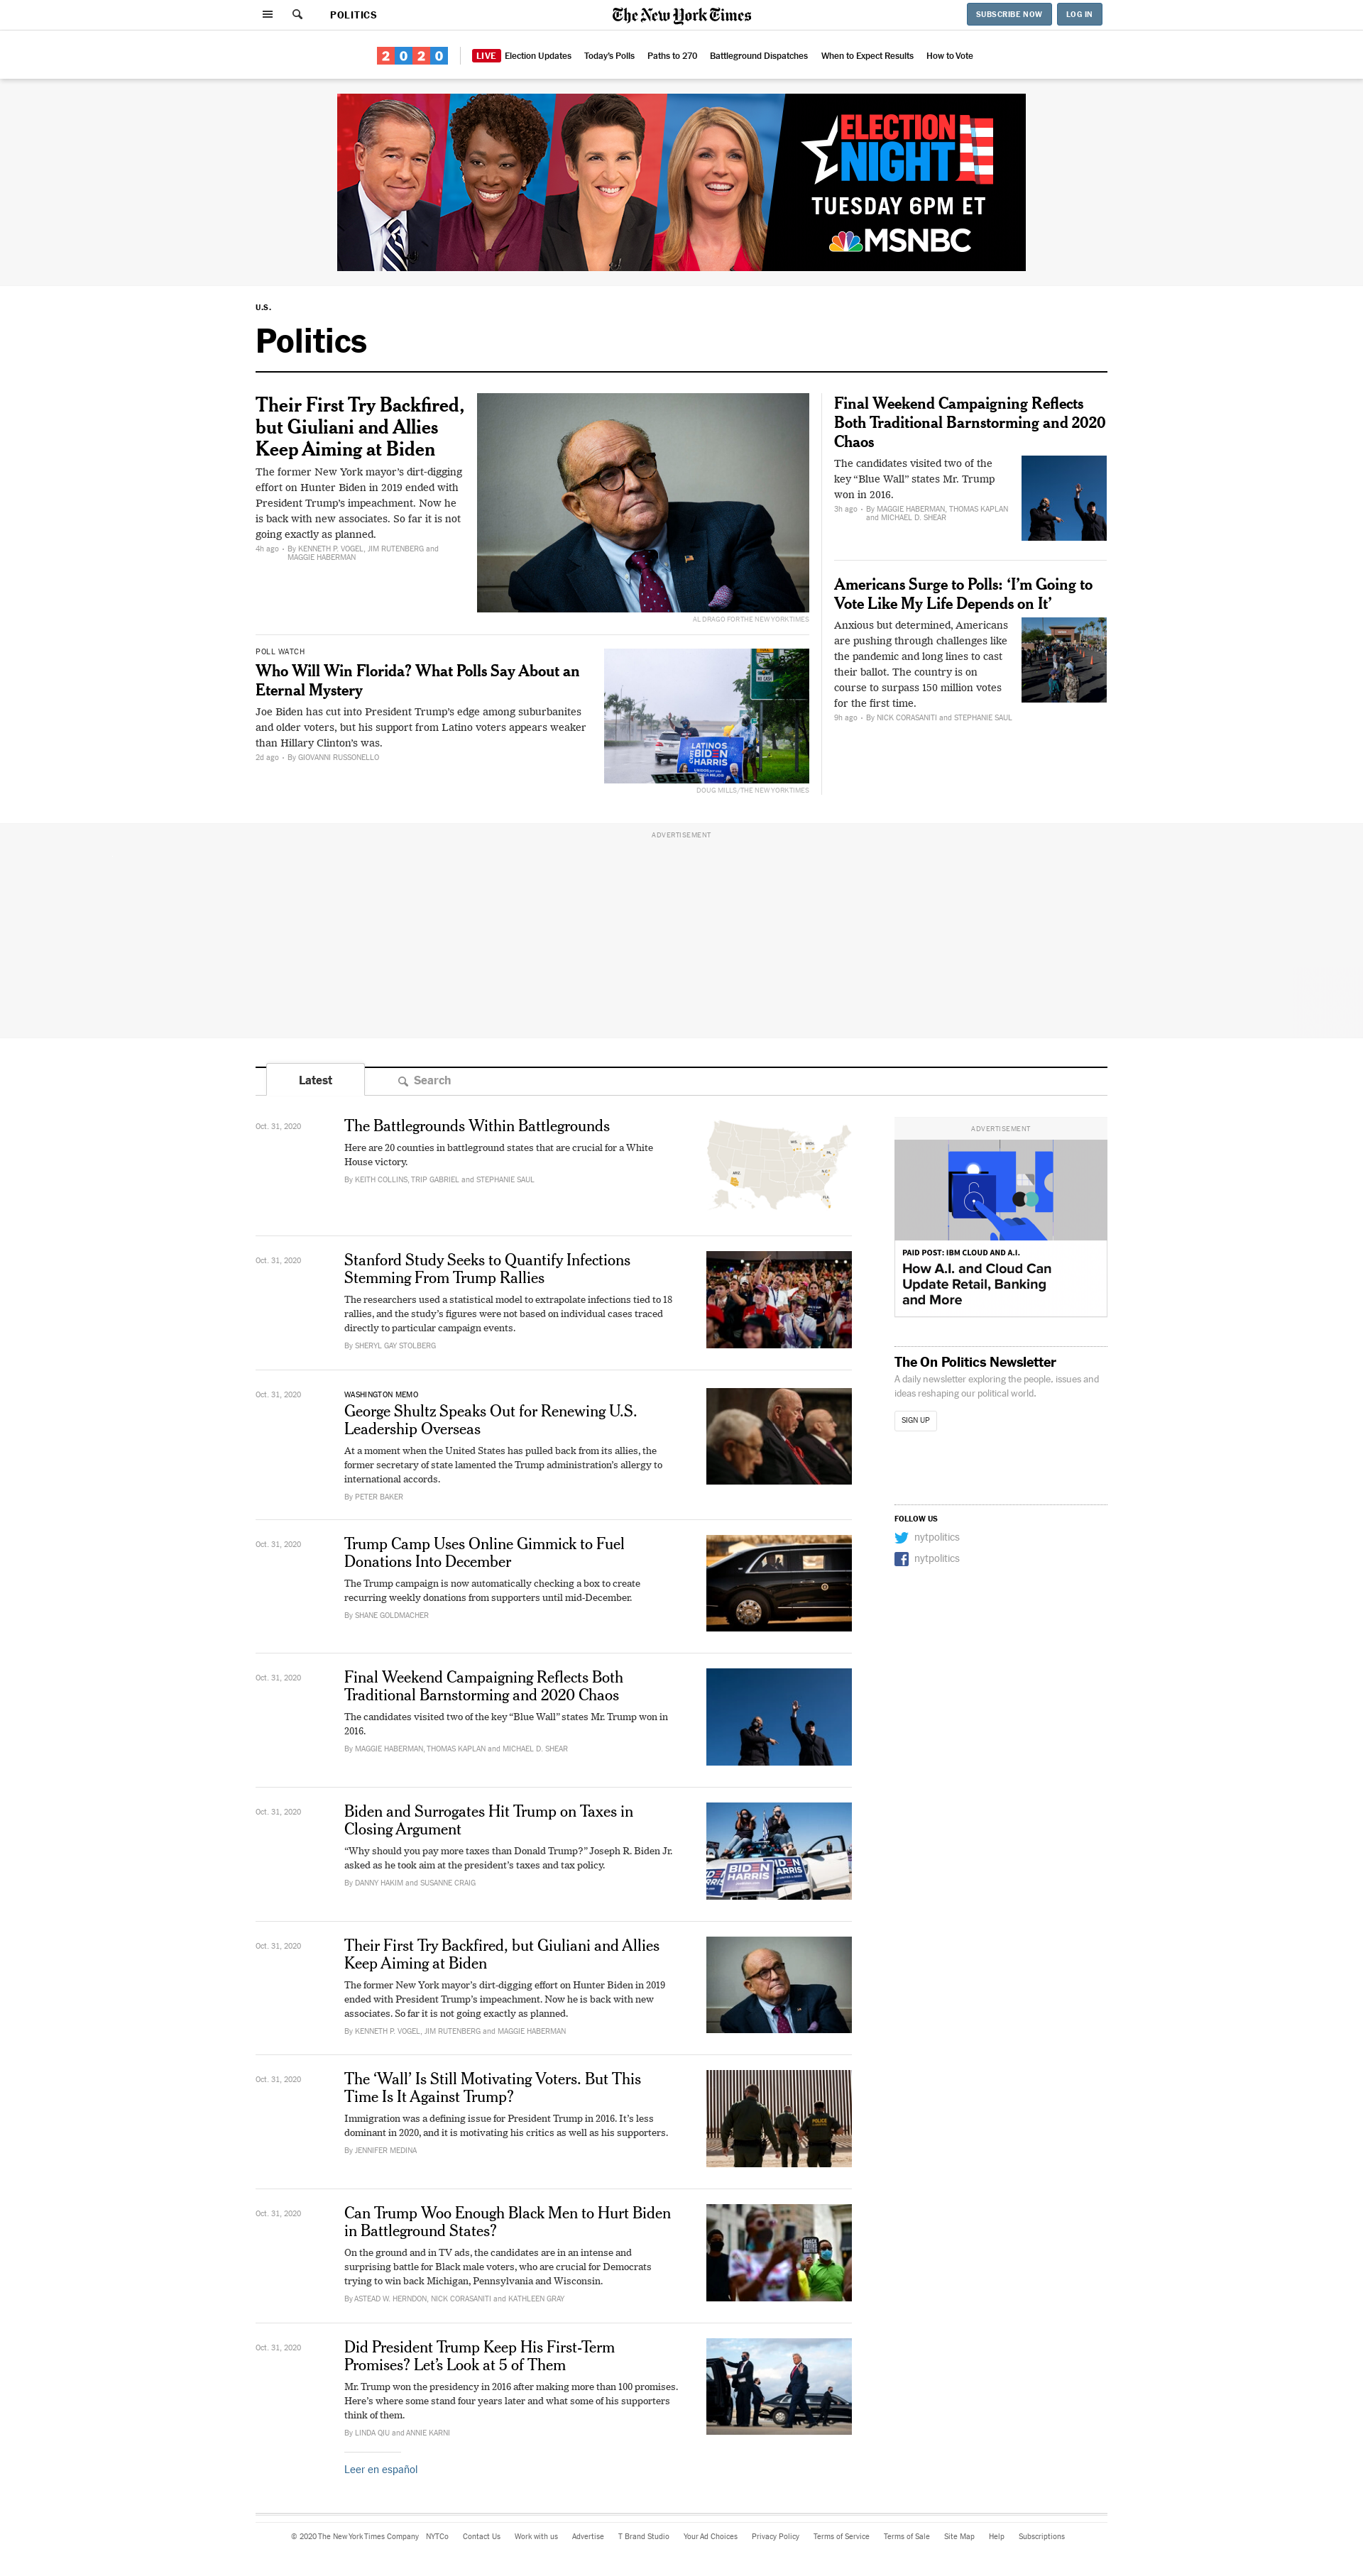 POLITICS
The New York Times
SUBSCRIBE NOW
LOG IN
2020
LIVE Election Updates Today's Polls Paths to 270 Battleground Dispatches When to Expect Results How to Vote
ELECTION
NIGHT
TUESDAY 6PM ET
MSNBC
U.S.
Politics
Their First Try Backfired,
but Giuliani and Allies
Keep Aiming at Biden
The former New York mayor's dirt-digging
effort on Hunter Biden in 2019 ended with
President Trump's impeachment. Now he
is back with new associates. So far it is not
going exactly as planned.
4h ago • By KENNETH P. VOGEL, JIM RUTENBERG and
MAGGIE HABERMAN
AL DRAGO FOR THE NEW YORK TIMES
POLL WATCH
Who Will Win Florida? What Polls Say About an
Eternal Mystery
Joe Biden has cut into President Trump's edge among suburbanites
and older voters, but his support from Latino voters appears weaker
than Hillary Clinton's was.
2d ago • By GIOVANNI RUSSONELLO
LATINOS
BIDEN
HARRIS
BEEP
DOUG MILLS/THE NEW YORK TIMES
Final Weekend Campaigning Reflects
Both Traditional Barnstorming and 2020
Chaos
The candidates visited two of the
key “Blue Wall” states Mr. Trump
won in 2016.
3h ago • By MAGGIE HABERMAN, THOMAS KAPLAN
and MICHAEL D. SHEAR
Americans Surge to Polls: ‘I’m Going to
Vote Like My Life Depends on It’
Anxious but determined, Americans
are pushing through challenges like
the pandemic and long lines to cast
their ballot. The country is on
course to surpass 150 million votes
for the first time.
9h ago • By NICK CORASANITI and STEPHANIE SAUL
ADVERTISEMENT
Latest
Search
Oct. 31, 2020
The Battlegrounds Within Battlegrounds
Here are 20 counties in battleground states that are crucial for a White
House victory.
By KEITH COLLINS, TRIP GABRIEL and STEPHANIE SAUL
Oct. 31, 2020
Stanford Study Seeks to Quantify Infections
Stemming From Trump Rallies
The researchers used a statistical model to extrapolate infections tied to 18
rallies, and the study's figures were not based on individual cases traced
directly to particular campaign events.
By SHERYL GAY STOLBERG
Oct. 31, 2020
WASHINGTON MEMO
George Shultz Speaks Out for Renewing U.S.
Leadership Overseas
At a moment when the United States has pulled back from its allies, the
former secretary of state lamented the Trump administration's allergy to
international accords.
By PETER BAKER
Oct. 31, 2020
Trump Camp Uses Online Gimmick to Fuel
Donations Into December
The Trump campaign is now automatically checking a box to create
recurring weekly donations from supporters until mid-December.
By SHANE GOLDMACHER
Oct. 31, 2020
Final Weekend Campaigning Reflects Both
Traditional Barnstorming and 2020 Chaos
The candidates visited two of the key “Blue Wall” states Mr. Trump won in
2016.
By MAGGIE HABERMAN, THOMAS KAPLAN and MICHAEL D. SHEAR
Oct. 31, 2020
Biden and Surrogates Hit Trump on Taxes in
Closing Argument
“Why should you pay more taxes than Donald Trump?” Joseph R. Biden Jr.
asked as he took aim at the president's taxes and tax policy.
By DANNY HAKIM and SUSANNE CRAIG
BIDEN
HARRIS
Oct. 31, 2020
Their First Try Backfired, but Giuliani and Allies
Keep Aiming at Biden
The former New York mayor's dirt-digging effort on Hunter Biden in 2019
ended with President Trump's impeachment. Now he is back with new
associates. So far it is not going exactly as planned.
By KENNETH P. VOGEL, JIM RUTENBERG and MAGGIE HABERMAN
Oct. 31, 2020
The ‘Wall’ Is Still Motivating Voters. But This
Time Is It Against Trump?
Immigration was a defining issue for President Trump in 2016. It's less
dominant in 2020, and it is motivating his critics as well as his supporters.
By JENNIFER MEDINA
POLICE
Oct. 31, 2020
Can Trump Woo Enough Black Men to Hurt Biden
in Battleground States?
On the ground and in TV ads, the candidates are in an intense and
surprising battle for Black male voters, who are crucial for Democrats
trying to win back Michigan, Pennsylvania and Wisconsin.
By ASTEAD W. HERNDON, NICK CORASANITI and KATHLEEN GRAY
Oct. 31, 2020
Did President Trump Keep His First-Term
Promises? Let’s Look at 5 of Them
Mr. Trump won the presidency in 2016 after making more than 100 promises.
Here's where some stand four years later and what some of his supporters
think of them.
By LINDA QIU and ANNIE KARNI
Leer en español
ADVERTISEMENT
PAID POST: IBM CLOUD AND A.I.
How A.I. and Cloud Can
Update Retail, Banking
and More
The On Politics Newsletter
A daily newsletter exploring the people, issues and
ideas reshaping our political world.
SIGN UP
FOLLOW US
nytpolitics
nytpolitics
© 2020 The New York Times Company NYTCo Contact Us Work with us Advertise T Brand Studio Your Ad Choices Privacy Policy Terms of Service Terms of Sale Site Map Help Subscriptions